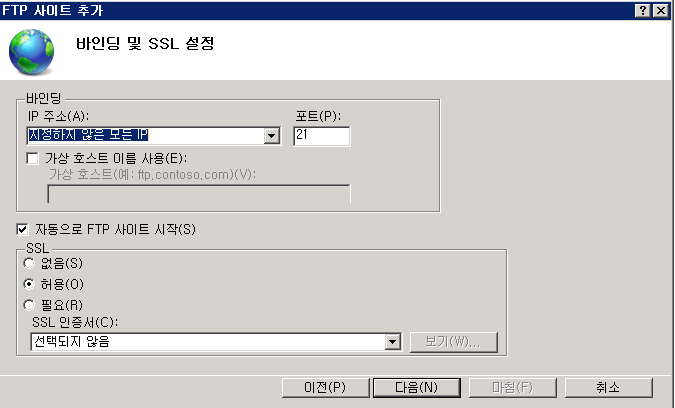 FTP 사이트 추가
바인딩 및 SSL 설정
바인딩
IP 주소(A): 포트(P):
지정하지 않은 모든 IP 21
가상 호스트 이름 사용(E):
가상 호스트(예: ftp.contoso.com)(V):
자동으로 FTP 사이트 시작(S)
SSL
없음(S)
허용(O)
필요(R)
SSL 인증서(C):
선택되지 않음 보기(W)...
이전(P) 다음(N) 마침(F) 취소